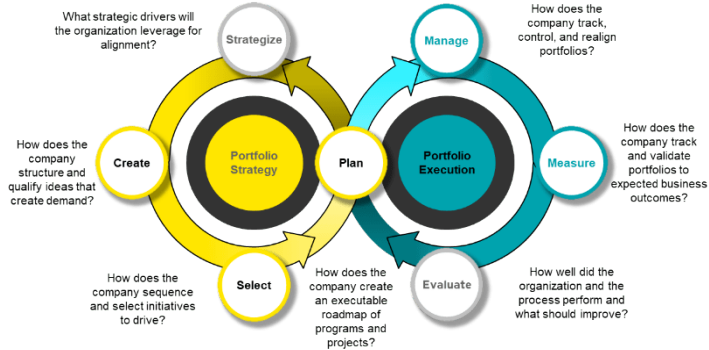 What strategic drivers will
the organization leverage for
alignment?
Strategize
Manage
How does the
company track,
control, and realign
portfolios?
How does the
company
structure and
qualify ideas that
create demand?
Create
Portfolio
Strategy
Plan
Portfolio
Execution
Measure
How does the
company track
and validate
portfolios to
expected business
outcomes?
How does the
company sequence
and select initiatives
to drive?
Select
How does the
company create
an executable
roadmap of
programs and
projects?
Evaluate
How well did the
organization and the
process perform and
what should improve?